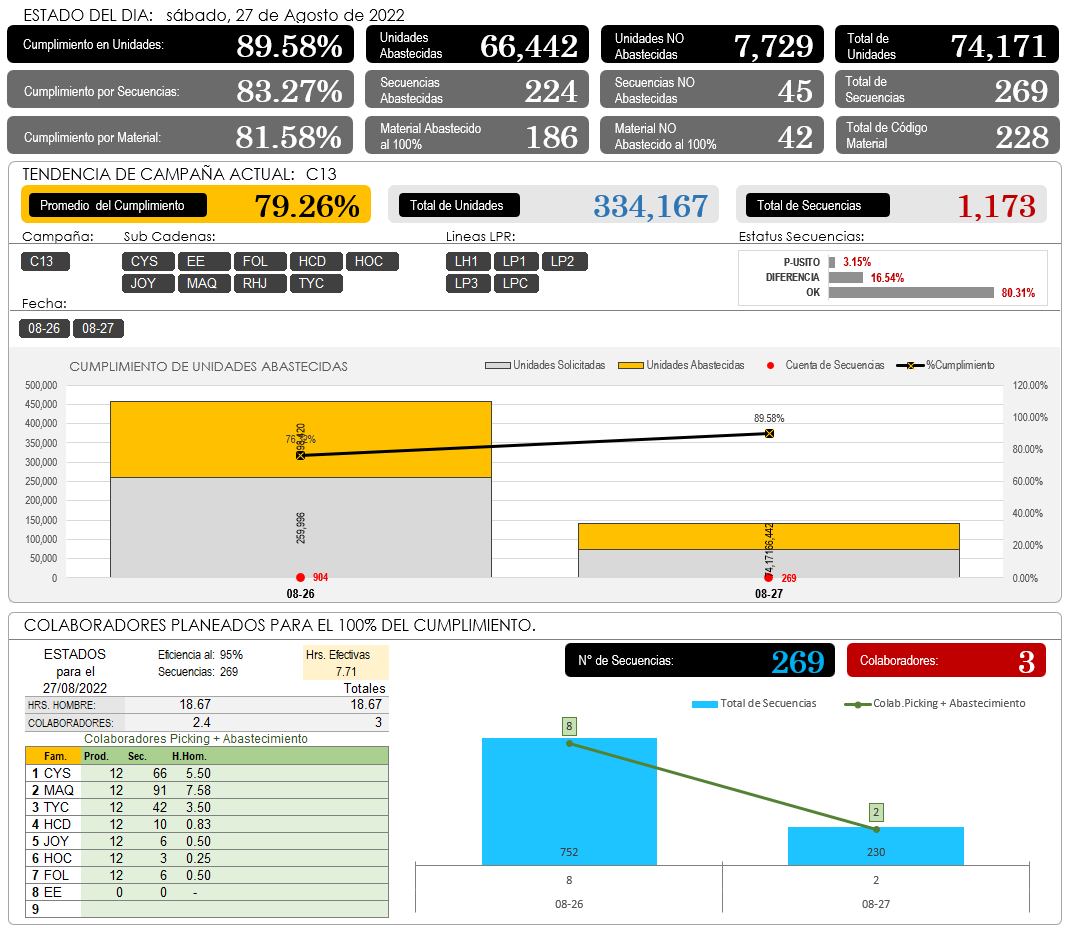 ESTADO DEL DIA: sábado, 27 de Agosto de 2022
Cumplimiento en Unidades: 89.58%
Unidades Abastecidas 66,442
Unidades NO Abastecidas 7,729
Total de Unidades 74,171
Cumplimiento por Secuencias: 83.27%
Secuencias Abastecidas 224
Secuencias NO Abastecidas 45
Total de Secuencias 269
Cumplimiento por Material: 81.58%
Material Abastecido al 100% 186
Material NO Abastecido al 100% 42
Total de Código Material 228
TENDENCIA DE CAMPAÑA ACTUAL: C13
Promedio del Cumplimiento 79.26%
Total de Unidades 334,167
Total de Secuencias 1,173
Campaña: Sub Cadenas: Lineas LPR: Estatus Secuencias:
C13 CYS EE FOL HCD HOC LH1 LP1 LP2
JOY MAQ RHJ TYC LP3 LPC
P-USITO 3.15%
DIFERENCIA 16.54%
OK 80.31%
Fecha:
08-26 08-27
CUMPLIMIENTO DE UNIDADES ABASTECIDAS
Unidades Solicitadas Unidades Abastecidas Cuenta de Secuencias %Cumplimiento
500,000 120.00%
450,000
400,000 100.00%
350,000
300,000 80.00%
250,000 60.00%
200,000
150,000 40.00%
100,000 20.00%
50,000
0 0.00%
259,996
904
89.58%
74,171
66,442
269
08-26 08-27
COLABORADORES PLANEADOS PARA EL 100% DEL CUMPLIMIENTO.
ESTADOS Eficiencia al: 95% Hrs. Efectivas
para el Secuencias: 269 7.71
27/08/2022 Totales
HRS. HOMBRE: 18.67 18.67
COLABORADORES: 2.4 3
Colaboradores Picking + Abastecimiento
Fam. Prod. Sec. H.Hom.
1 CYS 12 66 5.50
2 MAQ 12 91 7.58
3 TYC 12 42 3.50
4 HCD 12 10 0.83
5 JOY 12 6 0.50
6 HOC 12 3 0.25
7 FOL 12 6 0.50
8 EE 0 0 -
9
N° de Secuencias: 269
Colaboradores: 3
Total de Secuencias Colab.Picking + Abastecimiento
8
2
752 230
8 2
08-26 08-27